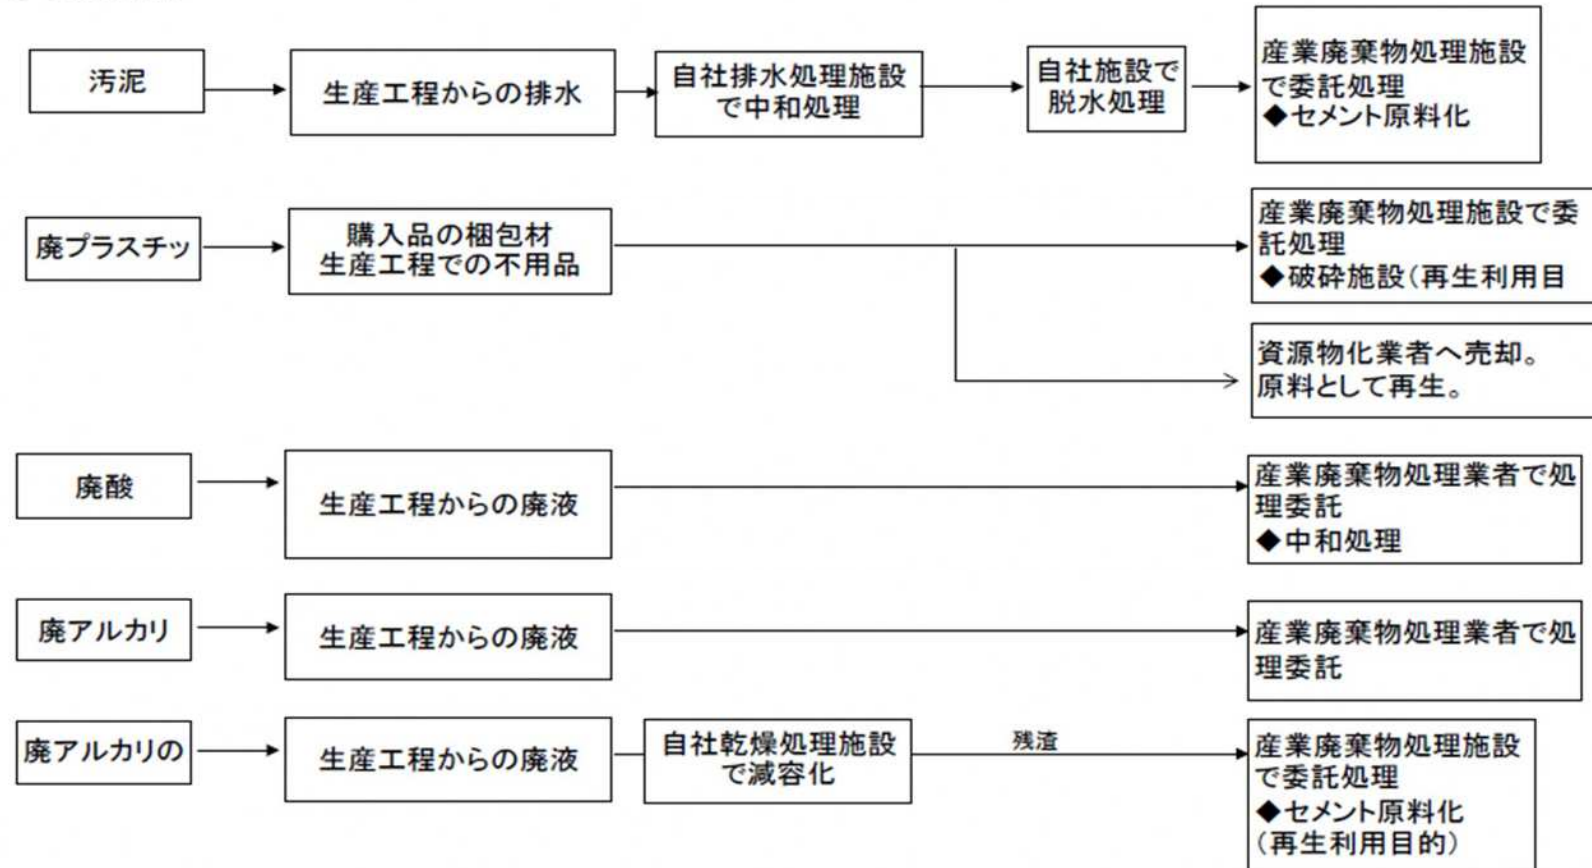 汚泥
生産工程からの排水
自社排水処理施設
で中和処理
自社施設で
脱水処理
産業廃棄物処理施設
で委託処理
◆セメント原料化
廃プラスチッ
購入品の梱包材
生産工程での不用品
産業廃棄物処理施設で委
託処理
◆破砕施設(再生利用目
資源物化業者へ売却。
原料として再生。
廃酸
生産工程からの廃液
産業廃棄物処理業者で処
理委託
◆中和処理
廃アルカリ
生産工程からの廃液
産業廃棄物処理業者で処
理委託
廃アルカリの
生産工程からの廃液
自社乾燥処理施設
で減容化
残渣
産業廃棄物処理施設
で委託処理
◆セメント原料化
(再生利用目的)